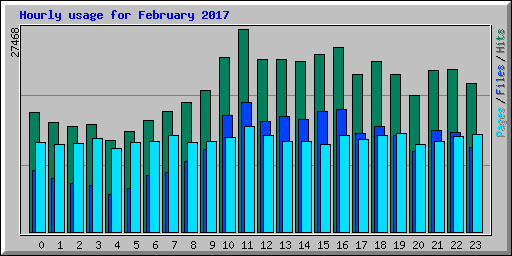 Hourly usage for February 2017
27468
Pages / Files / Hits
0 1 2 3 4 5 6 7 8 9 10 11 12 13 14 15 16 17 18 19 20 21 22 23